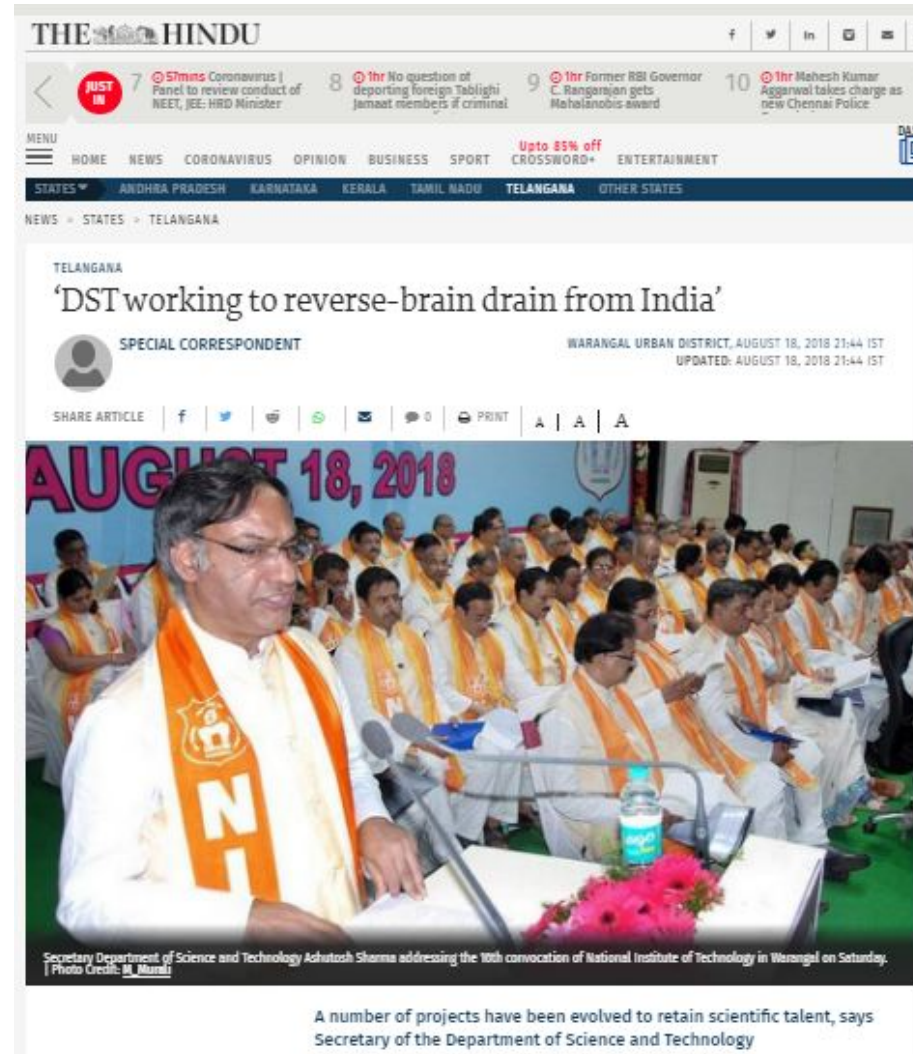 THE HINDU
JUST IN
7 57mins Coronavirus |
Panel to review conduct of
NEET, JEE: HRD Minister
8 1hr No question of
deporting foreign Tablighi
Jamaat members if criminal
9 1hr Former RBI Governor
C. Rangarajan gets
Mahalanobis award
10 1hr Mahesh Kumar
Aggarwal takes charge as
new Chennai Police
MENU
Upto 85% off
HOME NEWS CORONAVIRUS OPINION BUSINESS SPORT CROSSWORD+ ENTERTAINMENT
STATES ANDHRA PRADESH KARNATAKA KERALA TAMIL NADU TELANGANA OTHER STATES
NEWS STATES TELANGANA
TELANGANA
‘DST working to reverse-brain drain from India’
SPECIAL CORRESPONDENT
WARANGAL URBAN DISTRICT, AUGUST 18, 2018 21:44 IST
UPDATED: AUGUST 18, 2018 21:44 IST
SHARE ARTICLE 0 PRINT A A A
AUGUST 18, 2018
N
Secretary Department of Science and Technology Ashutosh Sharma addressing the 16th convocation of National Institute of Technology in Warangal on Saturday.
| Photo Credit: M_Murali
A number of projects have been evolved to retain scientific talent, says
Secretary of the Department of Science and Technology